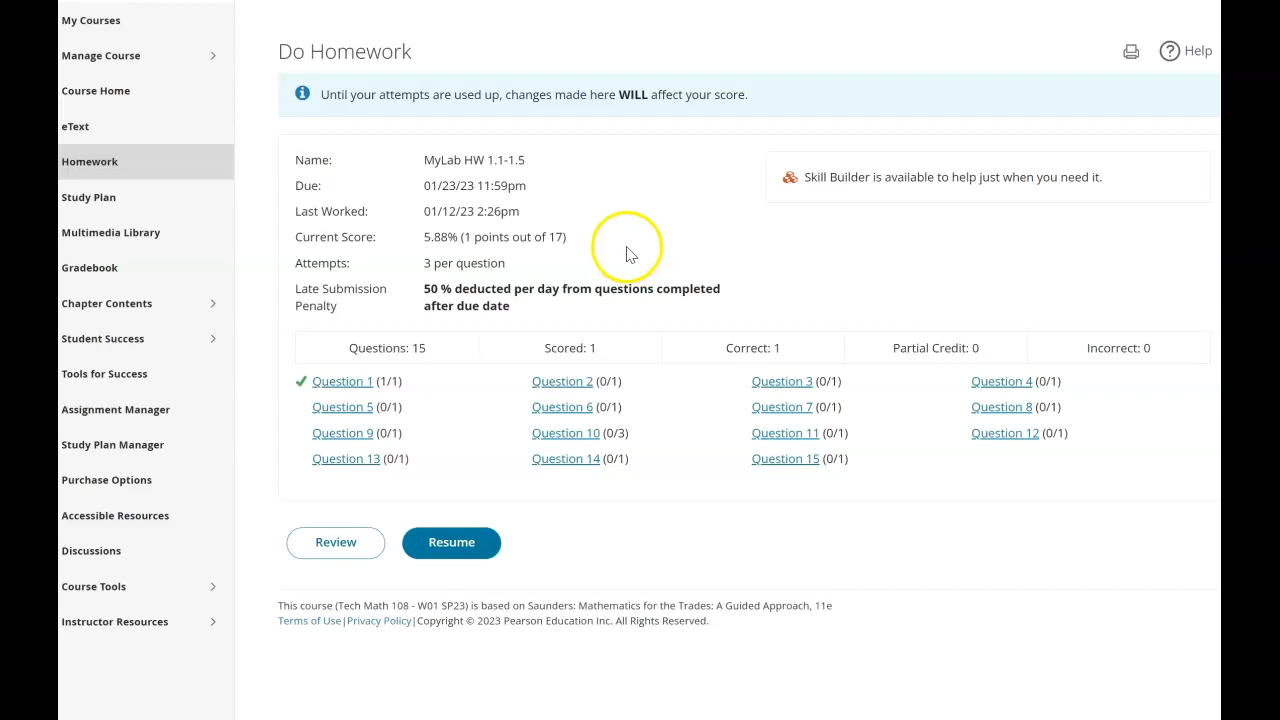 My Courses
Manage Course
Course Home
eText
Homework
Study Plan
Multimedia Library
Gradebook
Chapter Contents
Student Success
Tools for Success
Assignment Manager
Study Plan Manager
Purchase Options
Accessible Resources
Discussions
Course Tools
Instructor Resources
Do Homework
Help
Until your attempts are used up, changes made here WILL affect your score.
Name: MyLab HW 1.1-1.5
Due: 01/23/23 11:59pm
Last Worked: 01/12/23 2:26pm
Current Score: 5.88% (1 points out of 17)
Attempts: 3 per question
Late Submission Penalty 50 % deducted per day from questions completed
after due date
Skill Builder is available to help just when you need it.
Questions: 15 Scored: 1 Correct: 1 Partial Credit: 0 Incorrect: 0
Question 1 (1/1) Question 2 (0/1) Question 3 (0/1) Question 4 (0/1)
Question 5 (0/1) Question 6 (0/1) Question 7 (0/1) Question 8 (0/1)
Question 9 (0/1) Question 10 (0/3) Question 11 (0/1) Question 12 (0/1)
Question 13 (0/1) Question 14 (0/1) Question 15 (0/1)
Review Resume
This course (Tech Math 108 - W01 SP23) is based on Saunders: Mathematics for the Trades: A Guided Approach, 11e
Terms of Use|Privacy Policy|Copyright © 2023 Pearson Education Inc. All Rights Reserved.